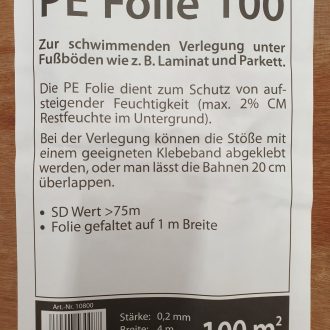 PE Folie 100
Zur schwimmenden Verlegung unter
Fußböden wie z. B. Laminat und Parkett.
Die PE Folie dient zum Schutz von auf-
steigender Feuchtigkeit (max. 2% CM
Restfeuchte im Untergrund).
Bei der Verlegung können die Stöße mit
einem geeigneten Klebeband abgeklebt
werden, oder man lässt die Bahnen 20 cm
überlappen.
• SD Wert >75m
• Folie gefaltet auf 1 m Breite
Art.-Nr. 10800
Stärke: 0,2 mm
Breite: 4 m
100 m²